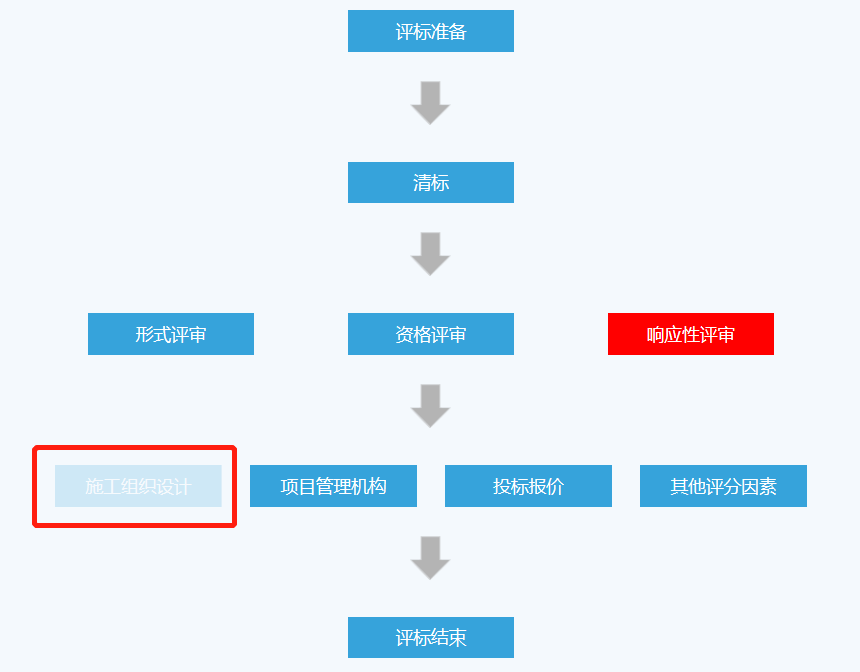 评标准备
清标
形式评审
资格评审
响应性评审
施工组织设计
项目管理机构
投标报价
其他评分因素
评标结束